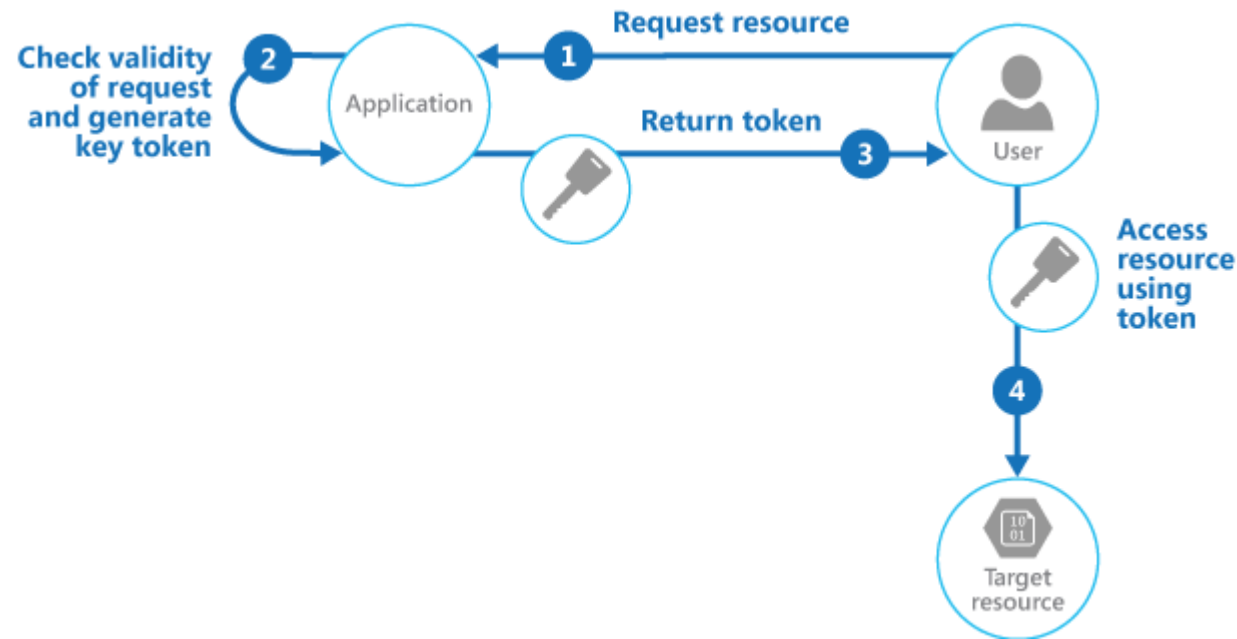 Request resource
1
2
Check validity
of request
and generate
key token
Application
Return token
3
User
Access
resource
using
token
4
10
01
Target
resource